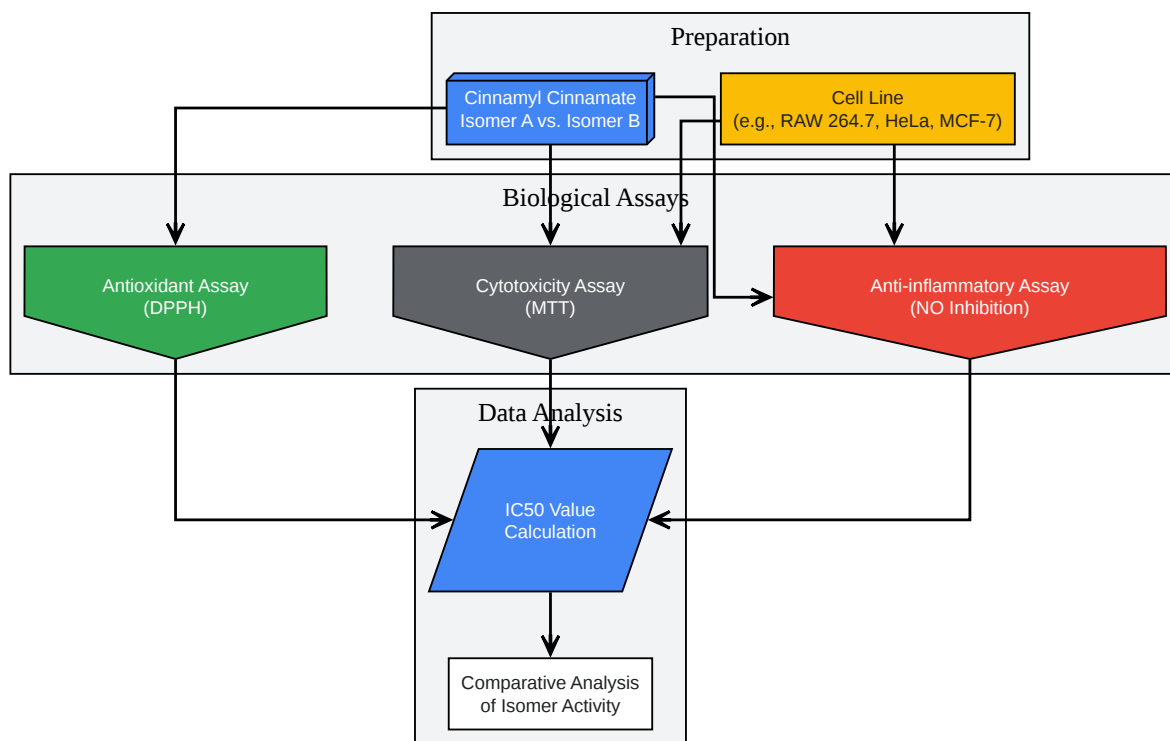 Preparation
Cinnamyl Cinnamate
Isomer A vs. Isomer B
Cell Line
(e.g., RAW 264.7, HeLa, MCF-7)
Biological Assays
Antioxidant Assay
(DPPH)
Cytotoxicity Assay
(MTT)
Anti-inflammatory Assay
(NO Inhibition)
Data Analysis
IC50 Value
Calculation
Comparative Analysis
of Isomer Activity